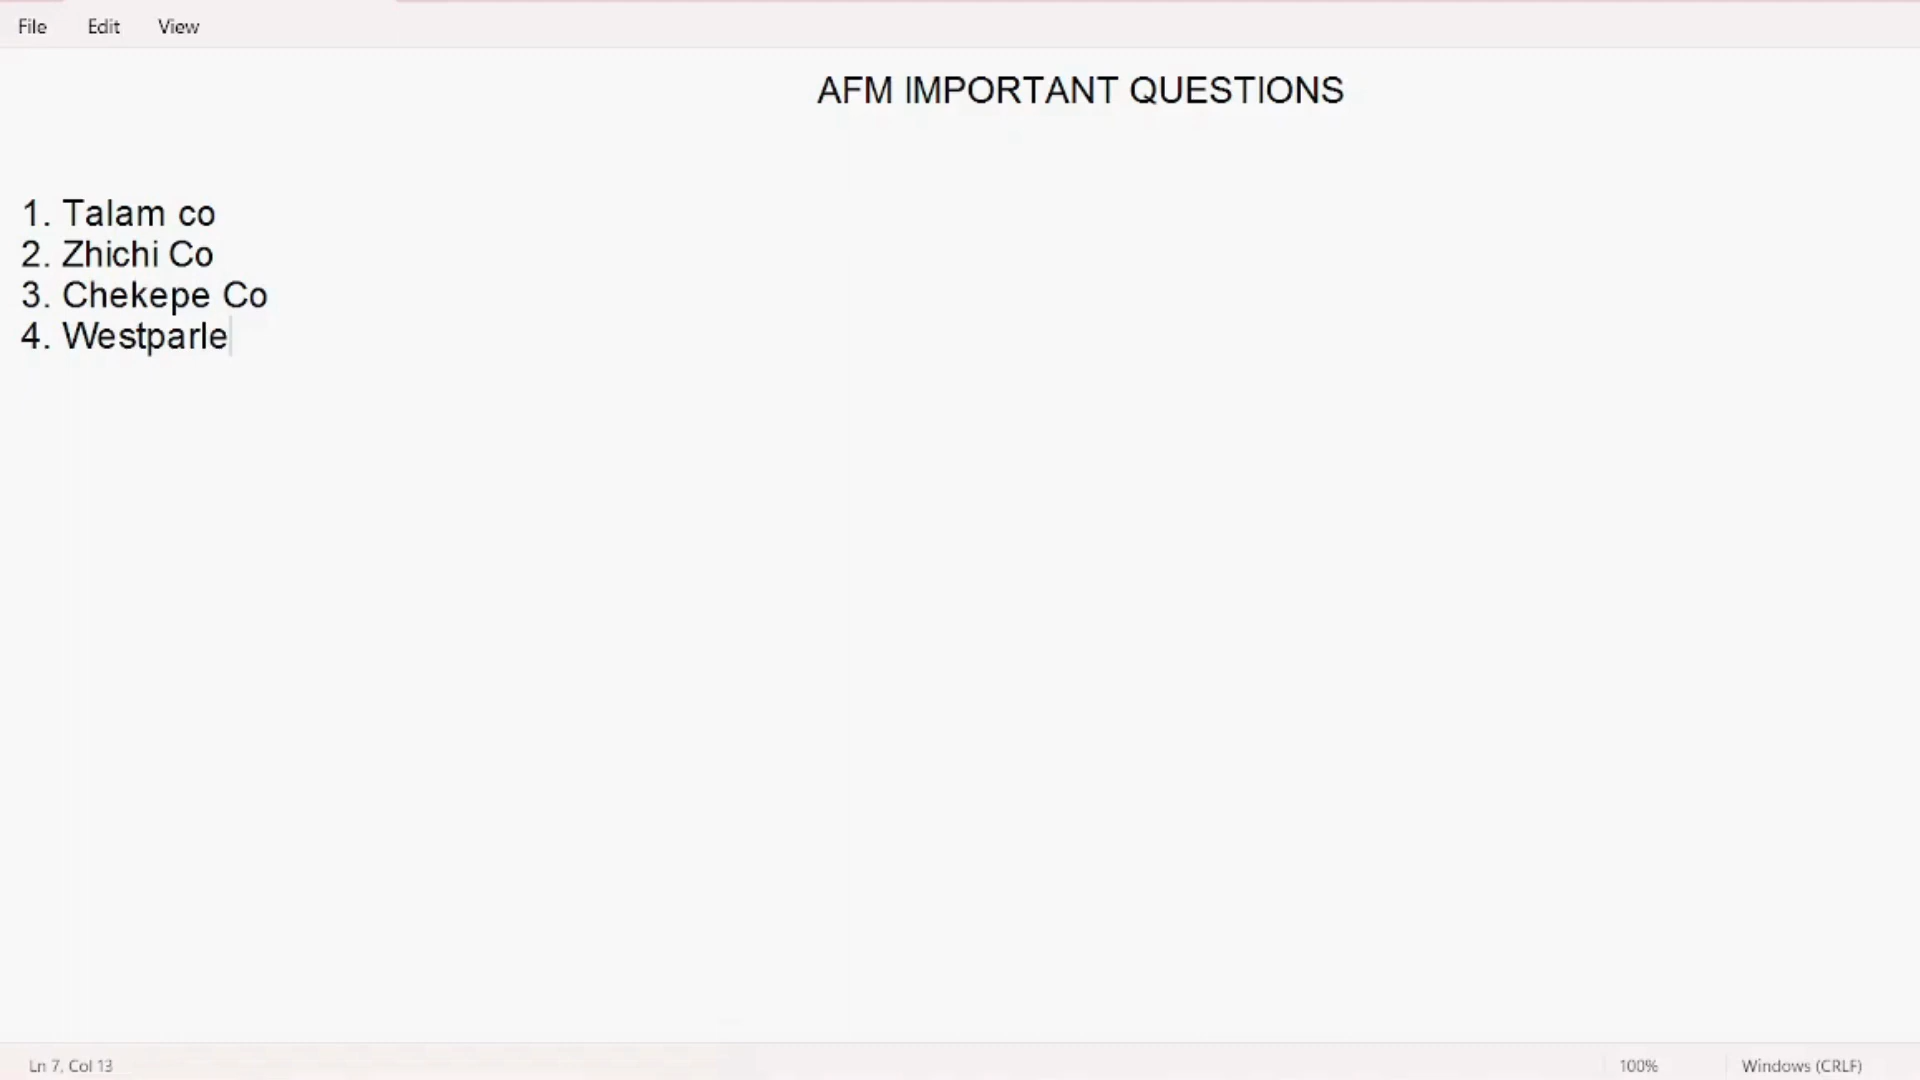 File Edit View
AFM IMPORTANT QUESTIONS
1. Talam co
2. Zhichi Co
3. Chekepe Co
4. Westparle
Ln 7, Col 13 100% Windows (CRLF)